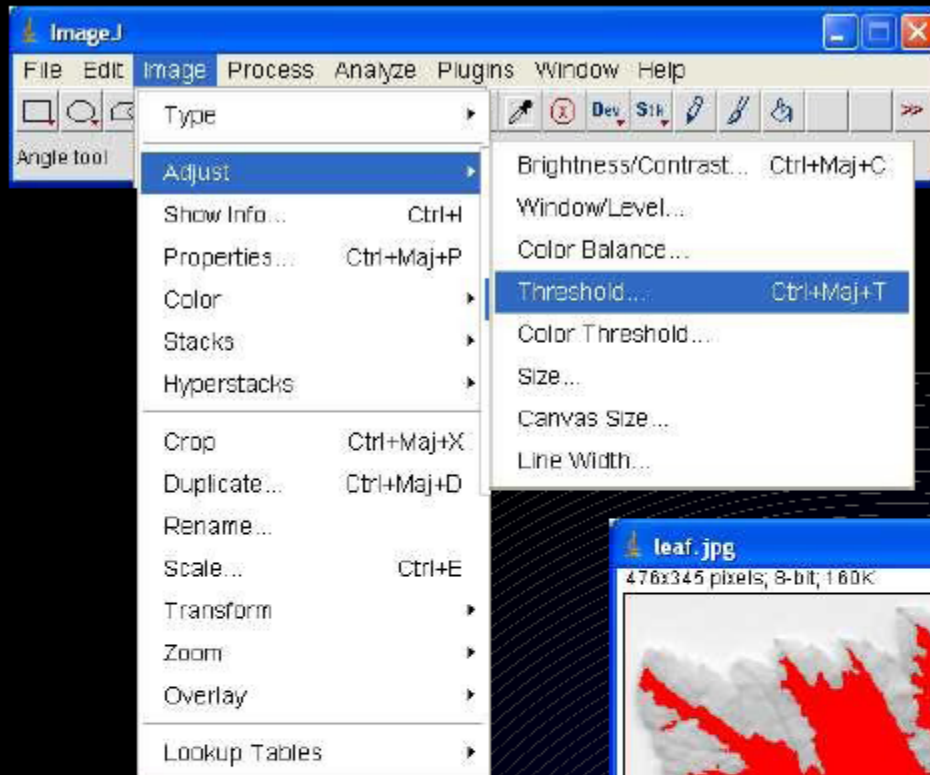 ImageJ
File Edit Image Process Analyze Plugins Window Help
Dev Stk >>
Angle tool
Type
Adjust
Show Info... Ctrl+I
Properties... Ctrl+Maj+P
Color
Stacks
Hyperstacks
Crop Ctrl+Maj+X
Duplicate... Ctrl+Maj+D
Rename...
Scale... Ctrl+E
Transform
Zoom
Overlay
Lookup Tables
Brightness/Contrast... Ctrl+Maj+C
Window/Level...
Color Balance...
Threshold... Ctrl+Maj+T
Color Threshold...
Size...
Canvas Size...
Line Width...
leaf.jpg
476x345 pixels; 8-bit; 160K